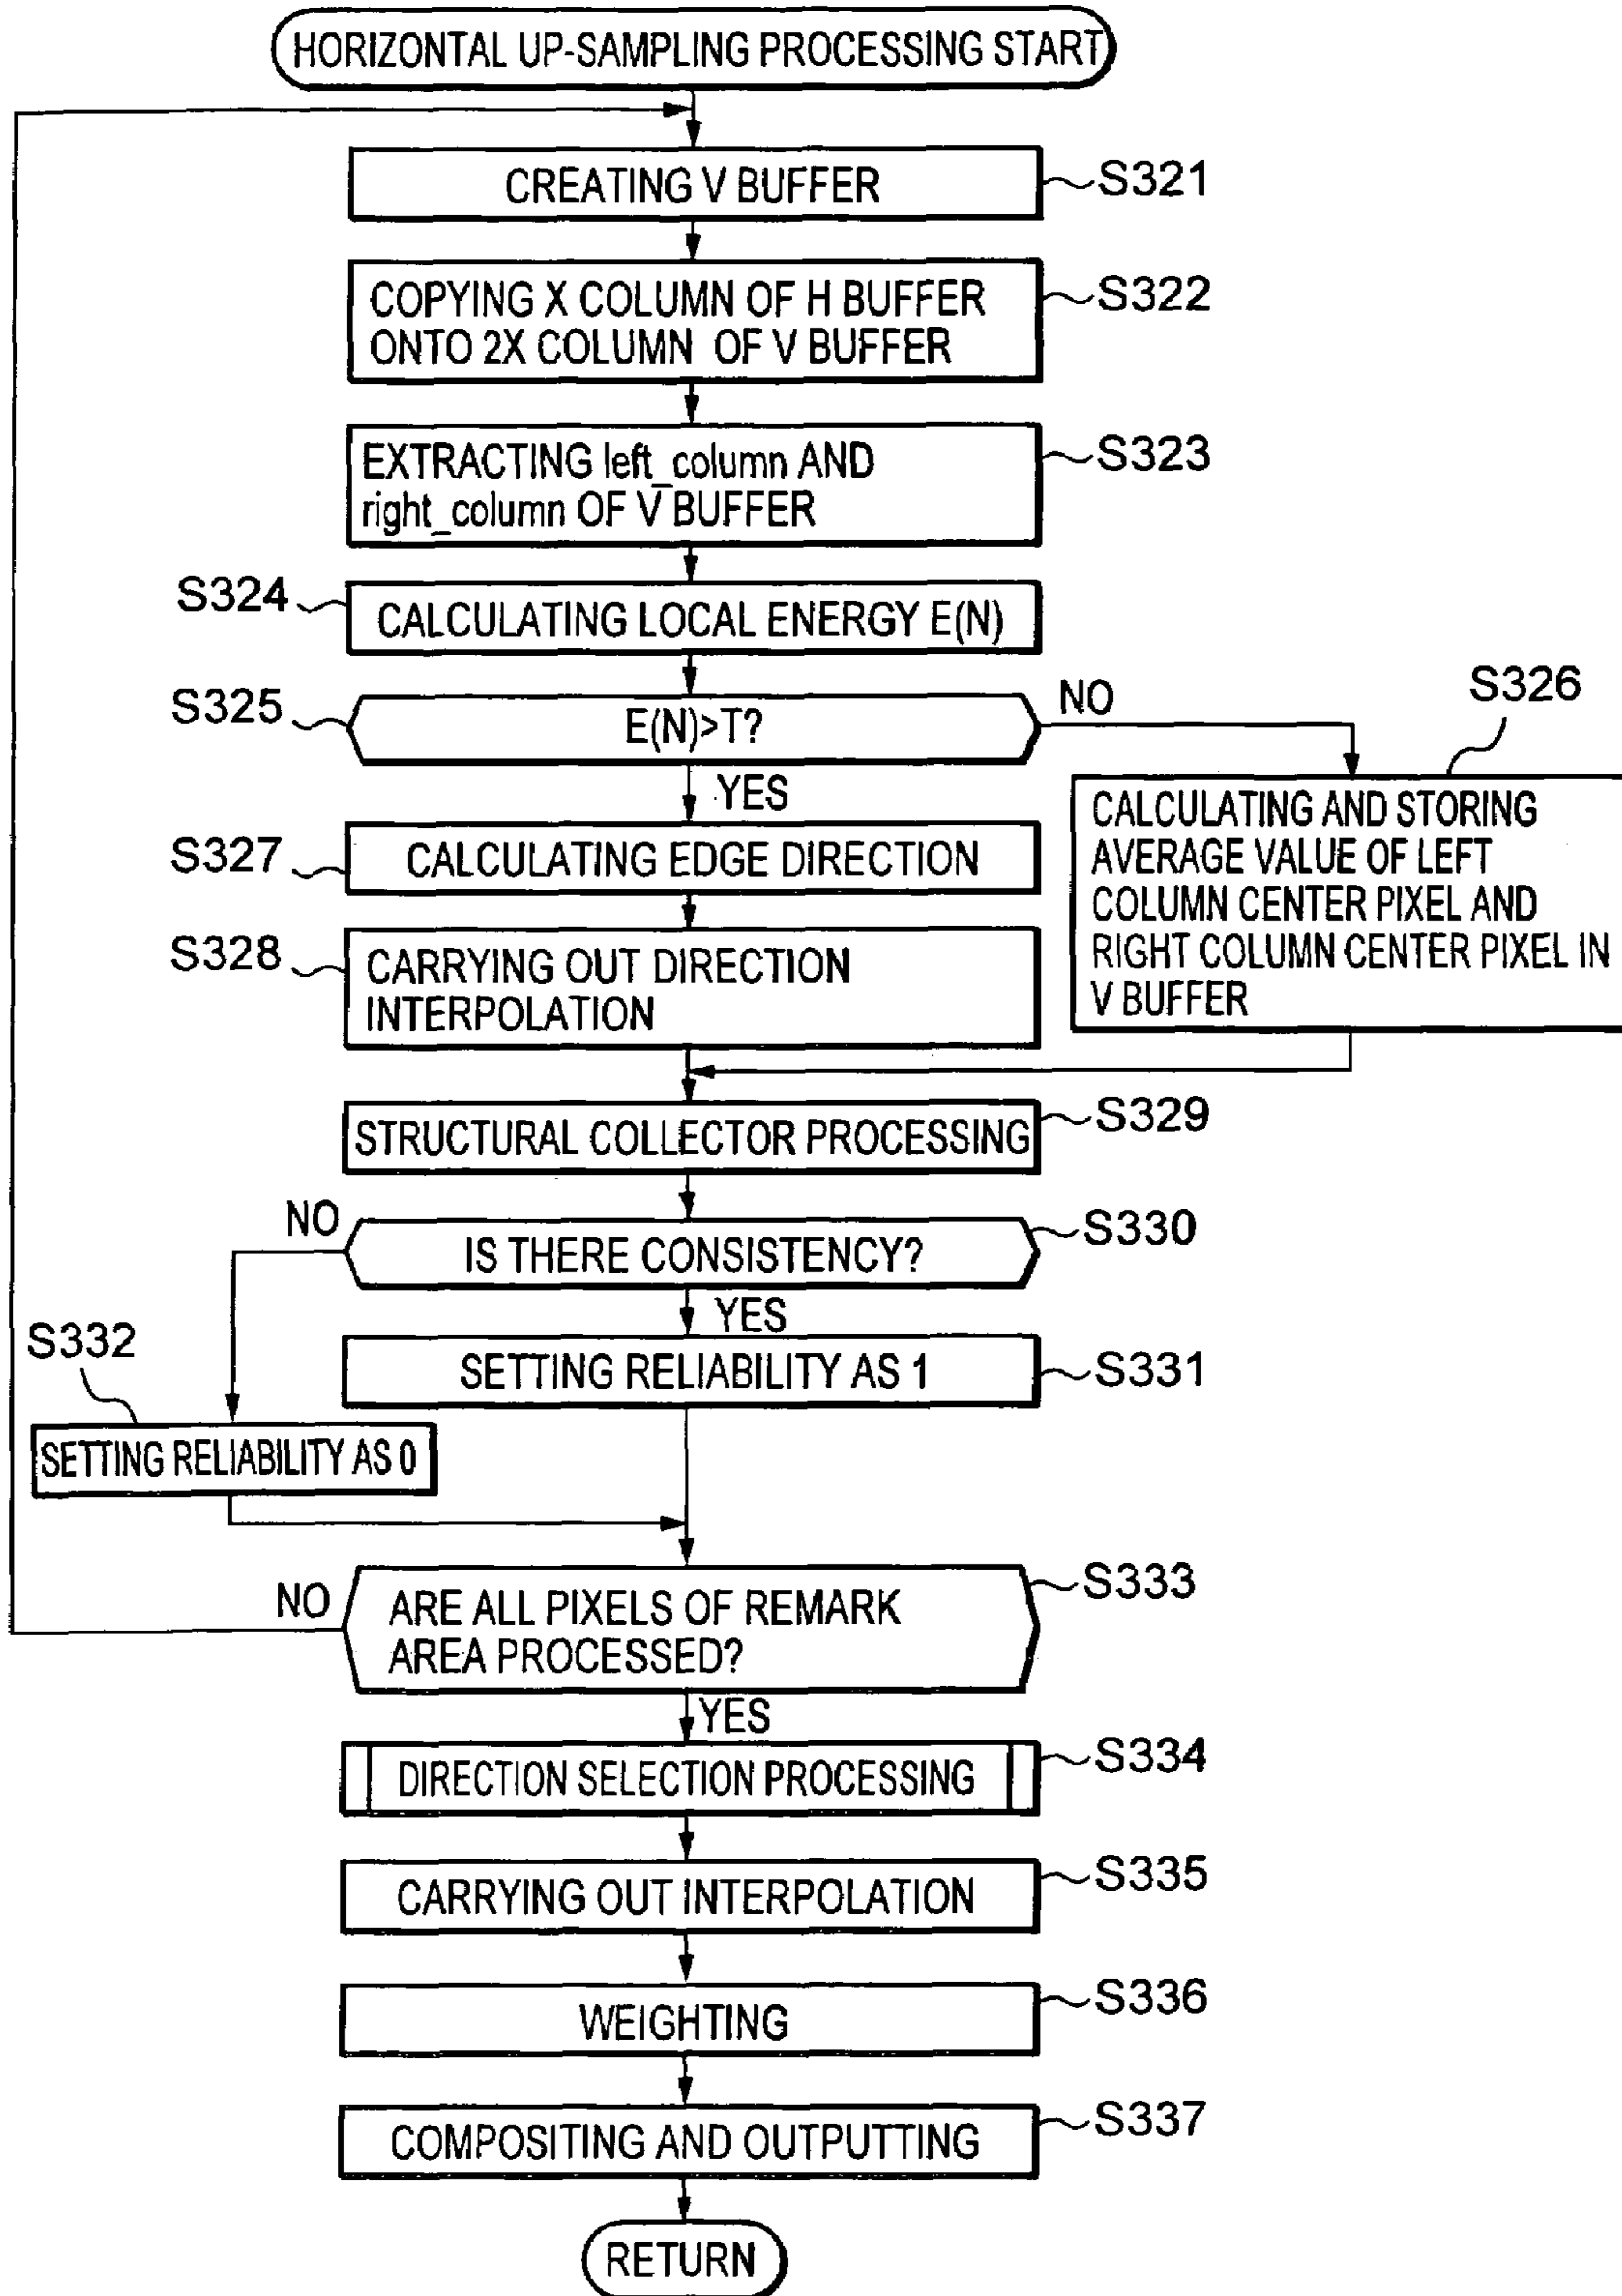 HORIZONTAL UP-SAMPLING PROCESSING START
CREATING V BUFFER
S321
COPYING X COLUMN OF H BUFFER
ONTO 2X COLUMN OF V BUFFER
S322
EXTRACTING left_column AND
right_column OF V BUFFER
S323
S324
CALCULATING LOCAL ENERGY E(N)
S325
E(N)>T?
NO
S326
YES
CALCULATING AND STORING
AVERAGE VALUE OF LEFT
COLUMN CENTER PIXEL AND
RIGHT COLUMN CENTER PIXEL IN
V BUFFER
S327
CALCULATING EDGE DIRECTION
S328
CARRYING OUT DIRECTION
INTERPOLATION
STRUCTURAL COLLECTOR PROCESSING
S329
NO
IS THERE CONSISTENCY?
S330
YES
S332
SETTING RELIABILITY AS 1
S331
SETTING RELIABILITY AS 0
NO
ARE ALL PIXELS OF REMARK
AREA PROCESSED?
S333
YES
DIRECTION SELECTION PROCESSING
S334
CARRYING OUT INTERPOLATION
S335
WEIGHTING
S336
COMPOSITING AND OUTPUTTING
S337
RETURN